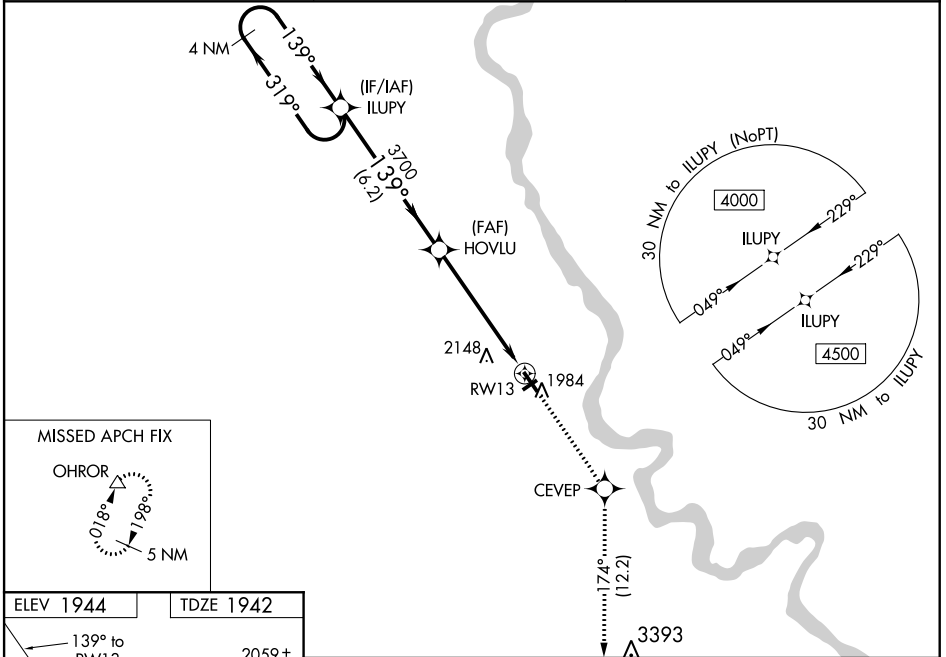 4 NM
139°
319°
(IF/IAF)
ILUPY
3700
139°
(6.2)
(FAF)
HOVLU
2148
RW13
1984
CEVEP
174°
(12.2)
3393
30 NM to ILUPY (NoPT)
4000
229°
ILUPY
049°
229°
049°
ILUPY
4500
30 NM to ILUPY
MISSED APCH FIX
OHROR
018°
198°
5 NM
ELEV 1944
TDZE 1942
139° to
RW13
2059±